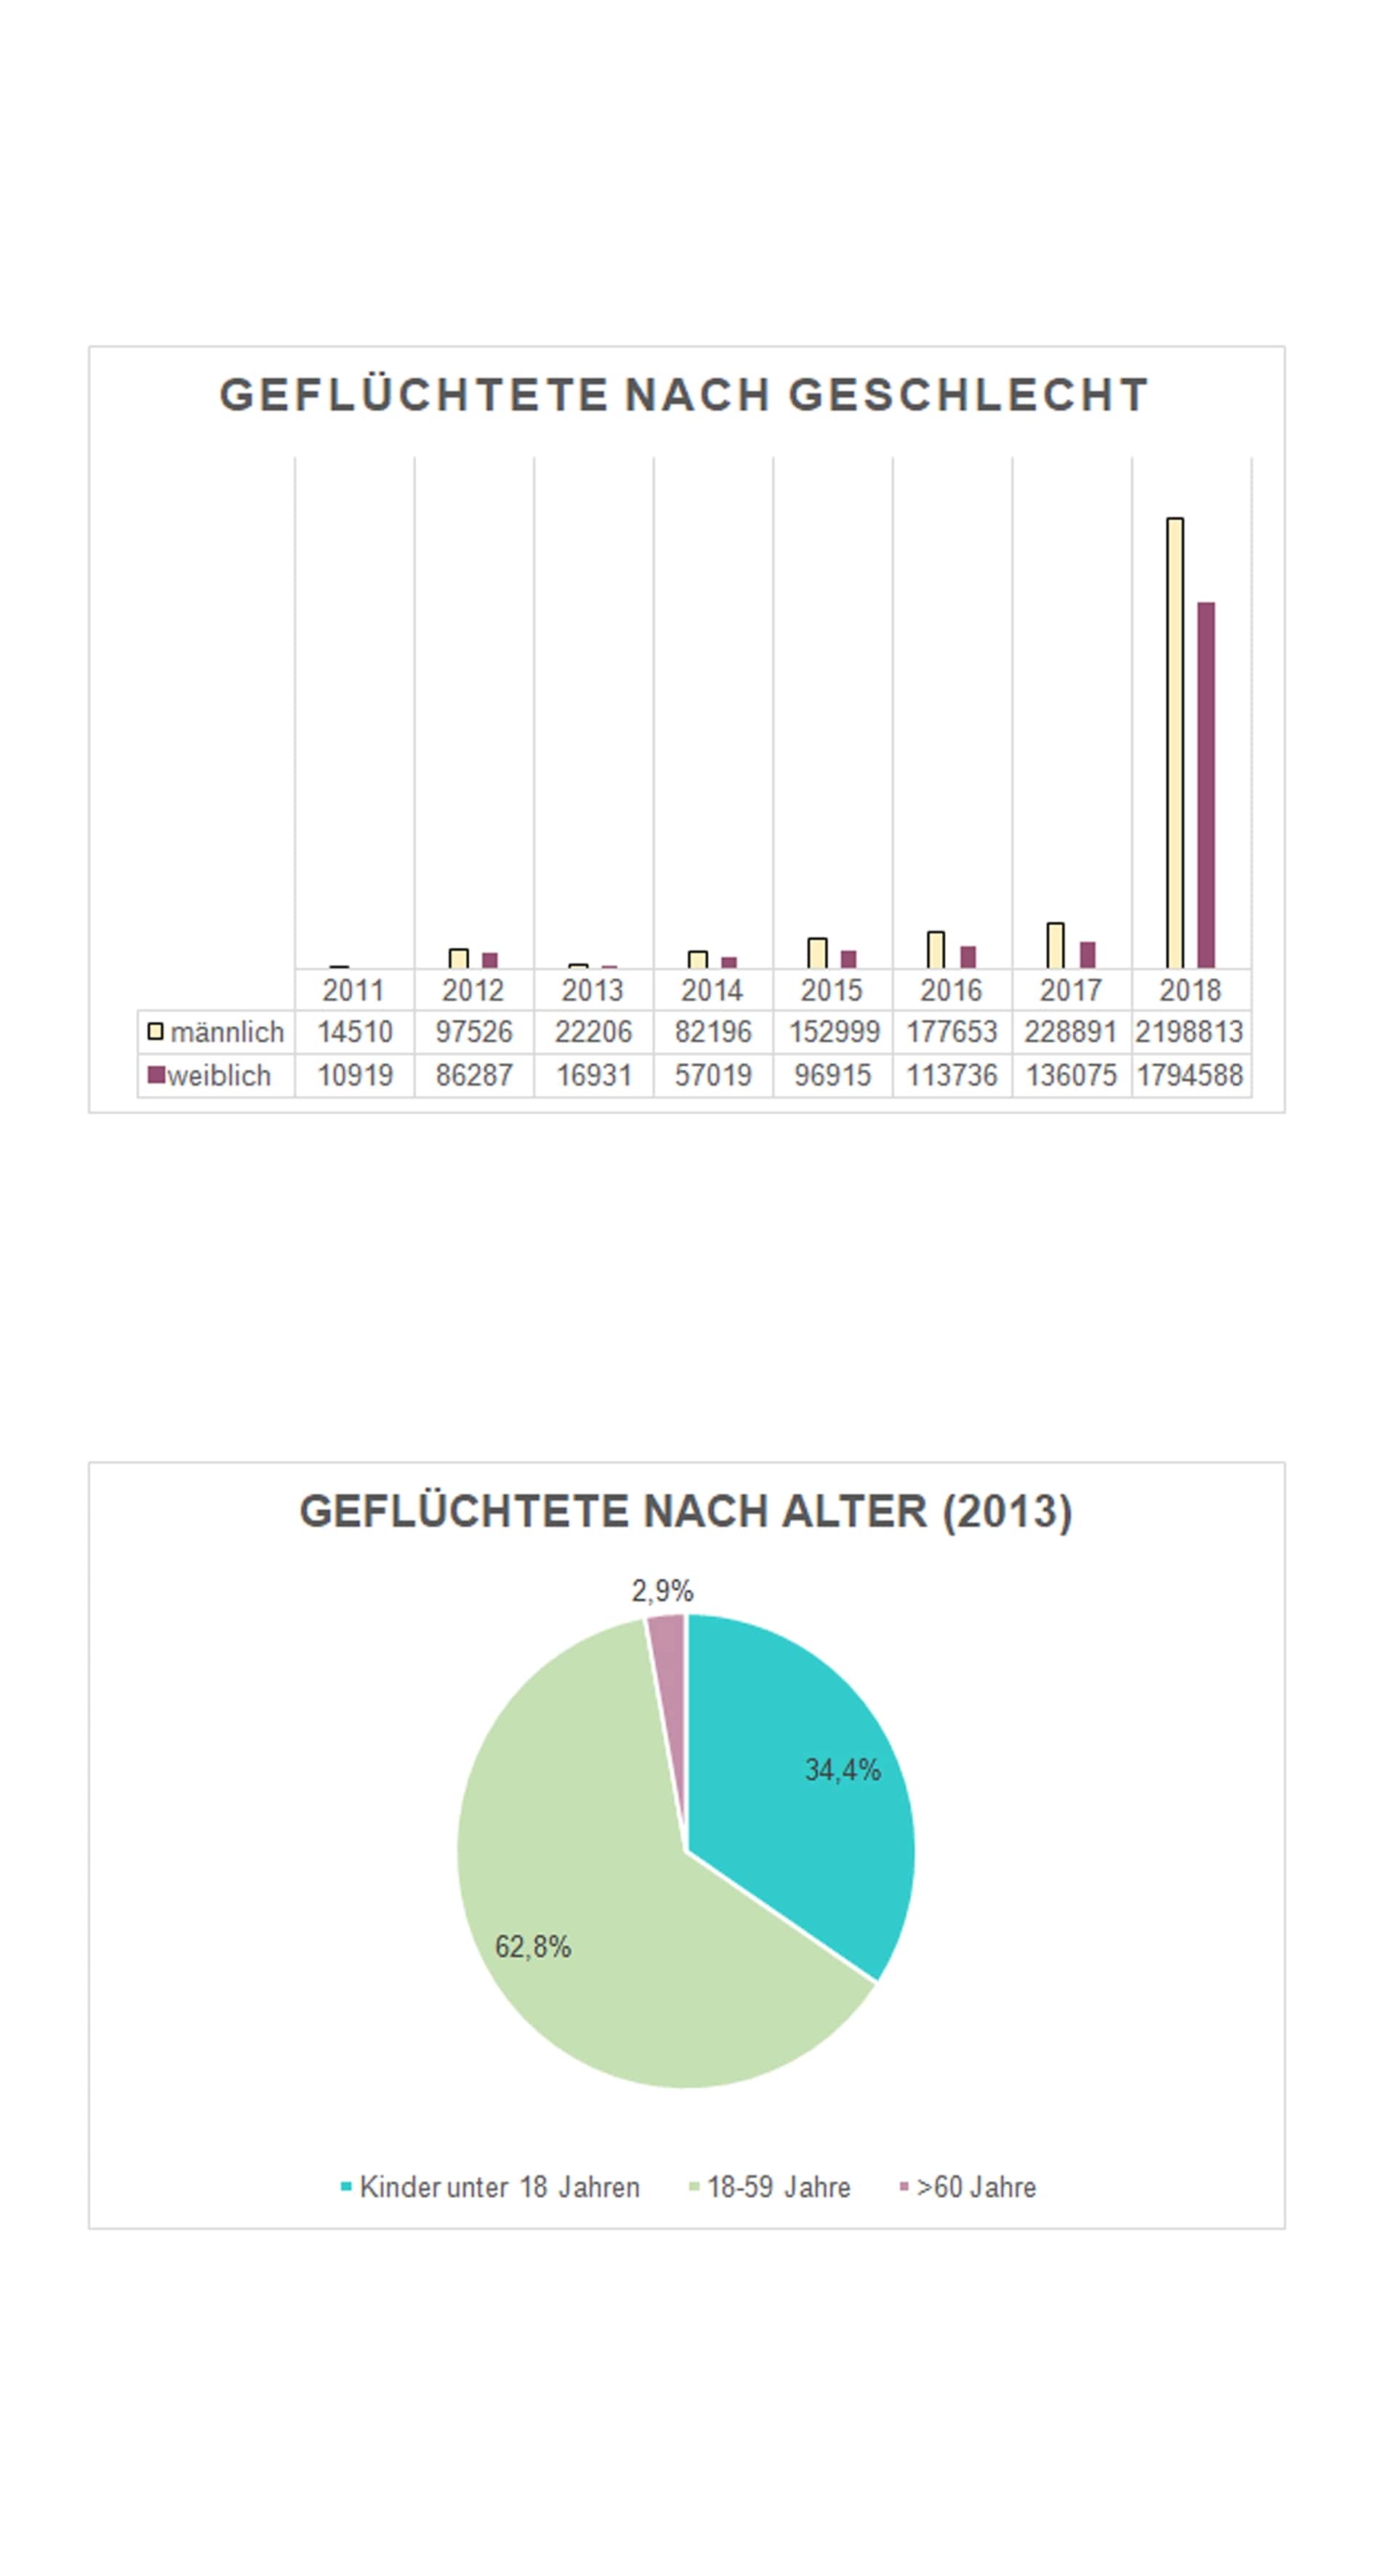 GEFLÜCHTETE NACH GESCHLECHT
2011 2012 2013 2014 2015 2016 2017 2018
männlich 14510 97526 22206 82196 152999 177653 228891 2198813
weiblich 10919 86287 16931 57019 96915 113736 136075 1794588
GEFLÜCHTETE NACH ALTER (2013)
2,9%
34,4%
62,8%
Kinder unter 18 Jahren 18-59 Jahre >60 Jahre